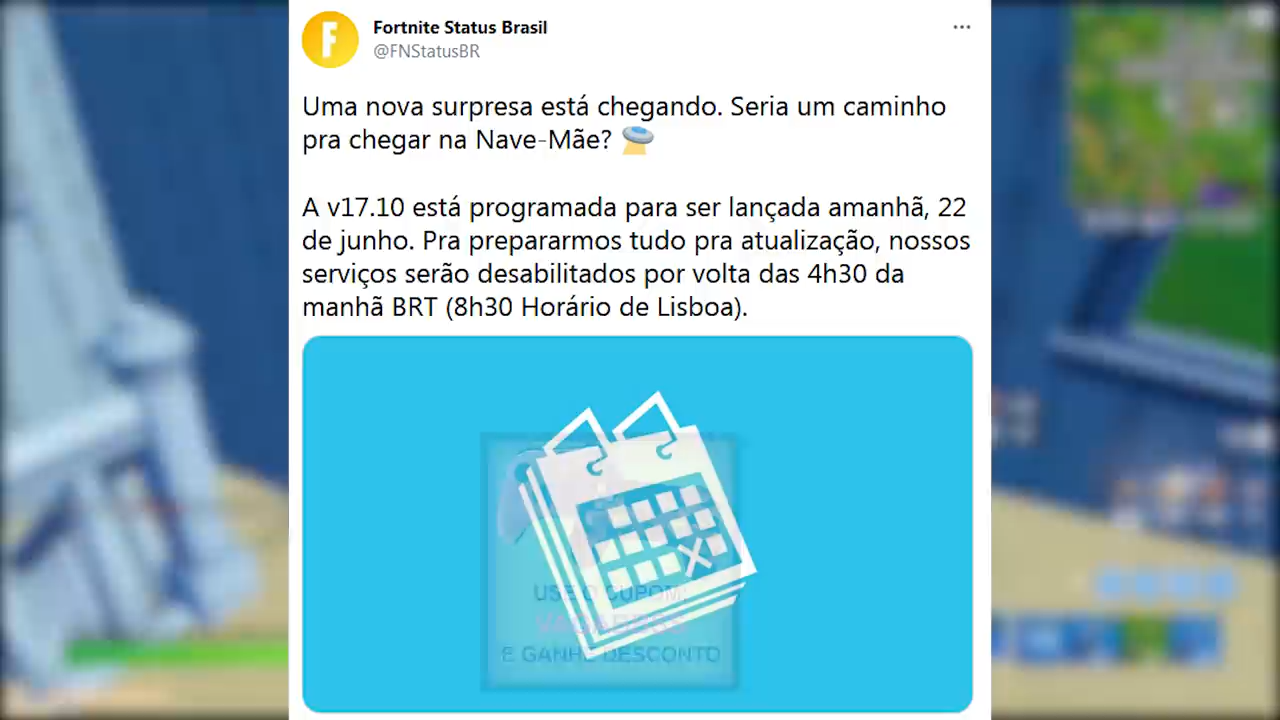 Fortnite Status Brasil
@FNStatusBR
Uma nova surpresa está chegando. Seria um caminho
pra chegar na Nave-Mãe?
A v17.10 está programada para ser lançada amanhã, 22
de junho. Pra prepararmos tudo pra atualização, nossos
serviços serão desabilitados por volta das 4h30 da
manhã BRT (8h30 Horário de Lisboa).
USE O CUPOM:
E GANHE DESCONTO